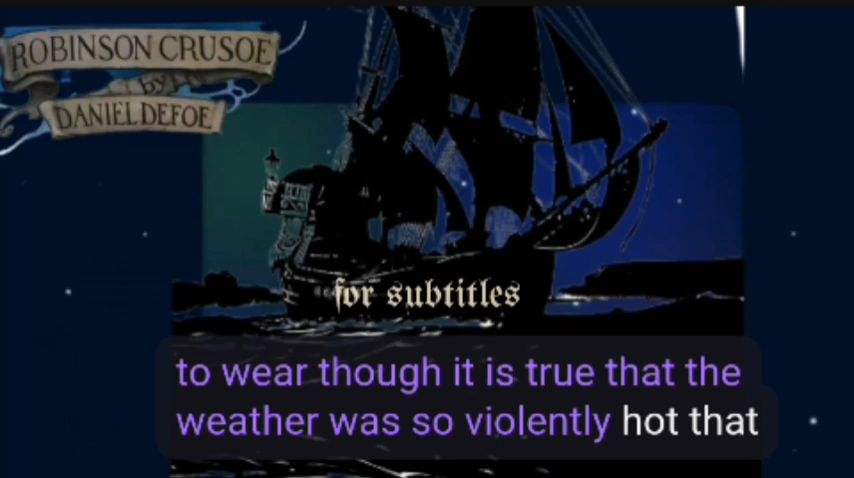 ROBINSON CRUSOE
by
DANIEL DEFOE
for subtitles
to wear though it is true that the
weather was so violently hot that